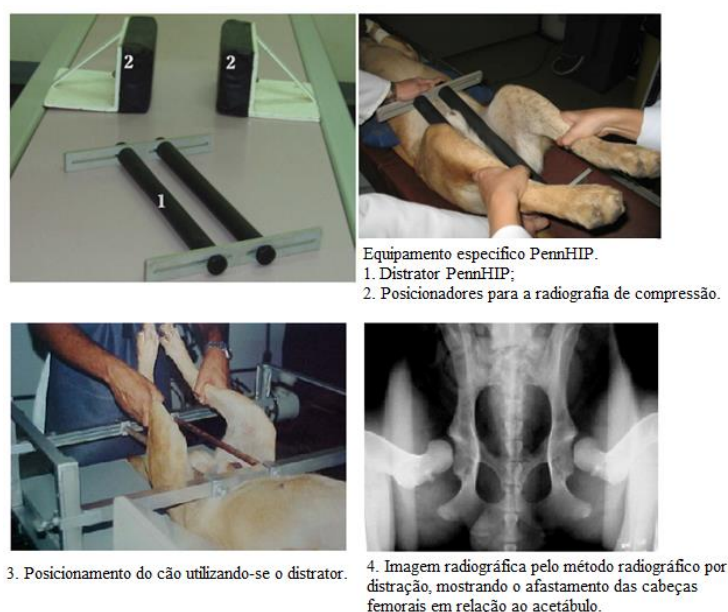 2
2
1
Equipamento especifico PennHIP.
1. Distrator PennHIP;
2. Posicionadores para a radiografia de compressão.
3. Posicionamento do cão utilizando-se o distrator.
4. Imagem radiográfica pelo método radiográfico por
distração, mostrando o afastamento das cabeças
femorais em relação ao acetábulo.